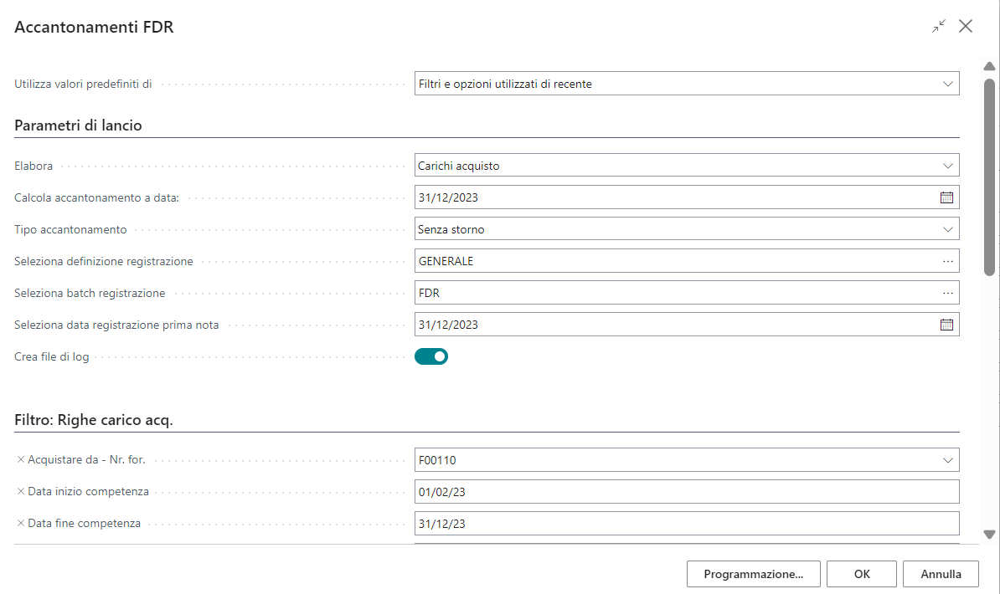 Accantonamenti FDR
Utilizza valori predefiniti di Filtri e opzioni utilizzati di recente
Parametri di lancio
Elabora Carichi acquisto
Calcola accantonamento a data: 31/12/2023
Tipo accantonamento Senza storno
Seleziona definizione registrazione GENERALE
Seleziona batch registrazione FDR
Seleziona data registrazione prima nota 31/12/2023
Crea file di log
Filtro: Righe carico acq.
Acquistare da - Nr. for. F00110
Data inizio competenza 01/02/23
Data fine competenza 31/12/23
Programmazione... OK Annulla